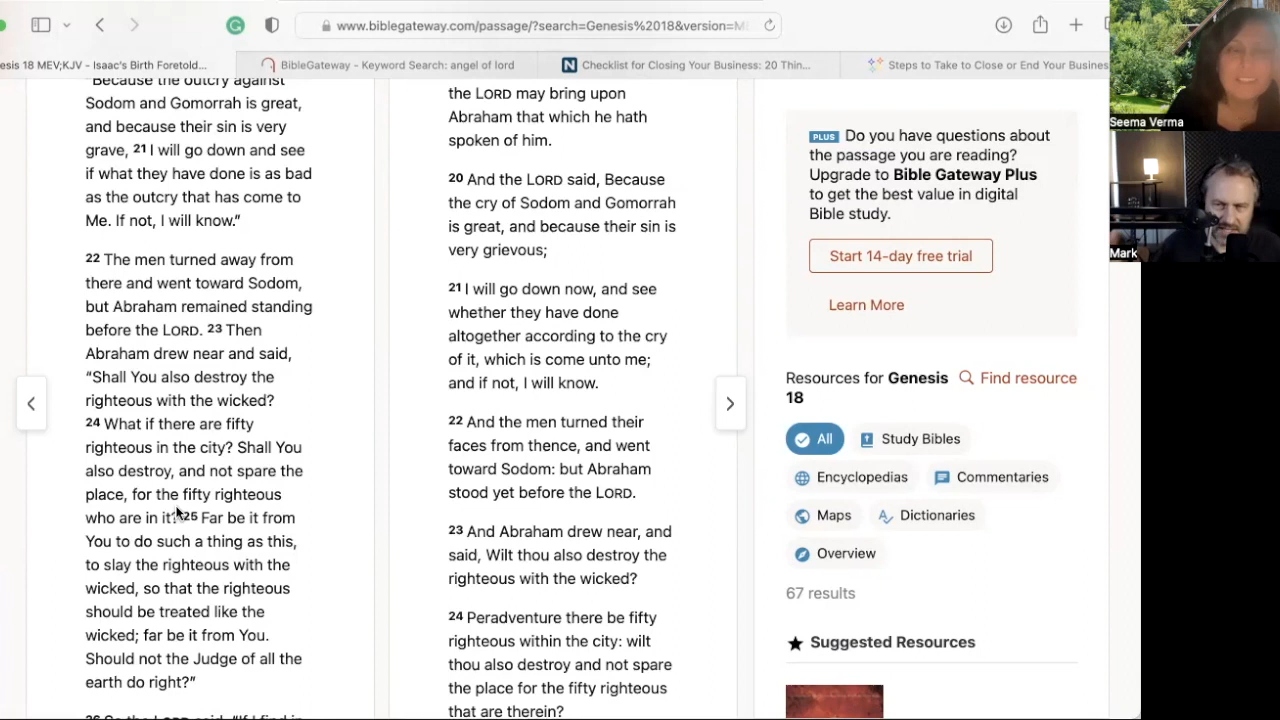 www.biblegateway.com/passage/?search=Genesis%2018&version=M
esis 18 MEV;KJV - Isaac's Birth Foretold...
BibleGateway - Keyword Search: angel of lord
Checklist for Closing Your Business: 20 Thin...
Steps to Take to Close or End Your Business
"Because the outcry against
Sodom and Gomorrah is great,
and because their sin is very
grave, 21 I will go down and see
if what they have done is as bad
as the outcry that has come to
Me. If not, I will know."
22 The men turned away from
there and went toward Sodom,
but Abraham remained standing
before the LORD. 23 Then
Abraham drew near and said,
"Shall You also destroy the
righteous with the wicked?
24 What if there are fifty
righteous in the city? Shall You
also destroy, and not spare the
place, for the fifty righteous
who are in it? 25 Far be it from
You to do such a thing as this,
to slay the righteous with the
wicked, so that the righteous
should be treated like the
wicked; far be it from You.
Should not the Judge of all the
earth do right?"
26 So the LORD said, "If I find in
the LORD may bring upon
Abraham that which he hath
spoken of him.
20 And the LORD said, Because
the cry of Sodom and Gomorrah
is great, and because their sin is
very grievous;
21 I will go down now, and see
whether they have done
altogether according to the cry
of it, which is come unto me;
and if not, I will know.
22 And the men turned their
faces from thence, and went
toward Sodom: but Abraham
stood yet before the LORD.
23 And Abraham drew near, and
said, Wilt thou also destroy the
righteous with the wicked?
24 Peradventure there be fifty
righteous within the city: wilt
thou also destroy and not spare
the place for the fifty righteous
that are therein?
PLUS Do you have questions about
the passage you are reading?
Upgrade to Bible Gateway Plus
to get the best value in digital
Bible study.
Start 14-day free trial
Learn More
Resources for Genesis
18
Find resource
All
Study Bibles
Encyclopedias
Commentaries
Maps
Dictionaries
Overview
67 results
Suggested Resources
Seema Verma
Mark